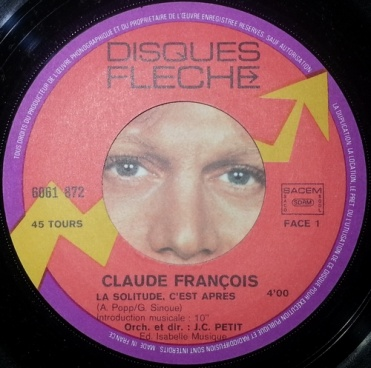 TOUS DROITS DU PRODUCTEUR DE L'ŒUVRE PHONOGRAPHIQUE ET DU PROPRIETAIRE DE L'ŒUVRE ENREGISTREE RESERVES. SAUF AUTORISATION
LA DUPLICATION, LA LOCATION, LE PRET OU L'UTILISATION DE CE DISQUE POUR EXECUTION PUBLIQUE ET RADIODIFFUSION SONT INTERDITS. MADE IN FRANCE
DISQUES
FLECHE
6061 872
SACEM
SDRM
45 TOURS
FACE 1
CLAUDE FRANÇOIS
LA SOLITUDE, C'EST APRES 4'00
(A. Popp/G. Sinoue)
Introduction musicale : 10"
Orch. et dir. : J.C. PETIT
Ed. Isabelle Musique